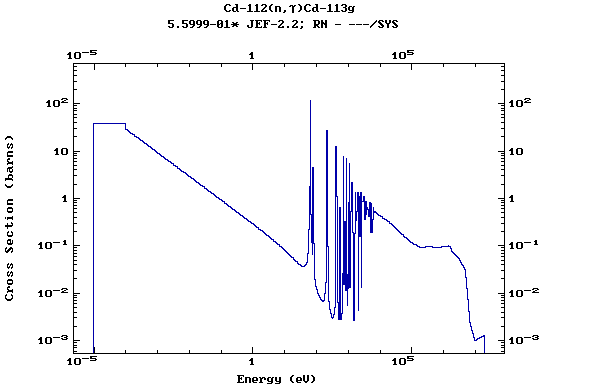 Cd-112(n,γ)Cd-113g
5.5999-01* JEF-2.2; RN - ---/SYS
10⁻⁵ 1 10⁵
10² 10²
10 10
1 1
10⁻¹ 10⁻¹
10⁻² 10⁻²
10⁻³ 10⁻³
Cross Section (barns)
10⁻⁵ 1 10⁵
Energy (eV)